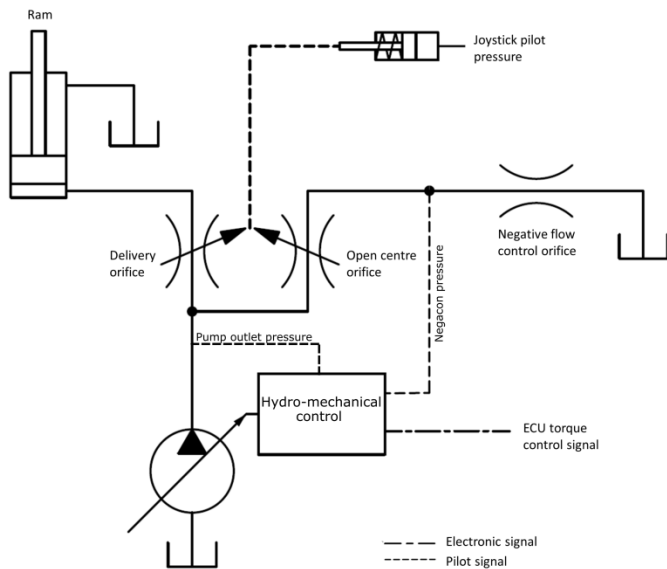 Ram
Joystick pilot
pressure
Delivery
orifice
Open centre
orifice
Negative flow
control orifice
Negacon pressure
Pump outlet pressure
Hydro-mechanical
control
ECU torque
control signal
Electronic signal
Pilot signal